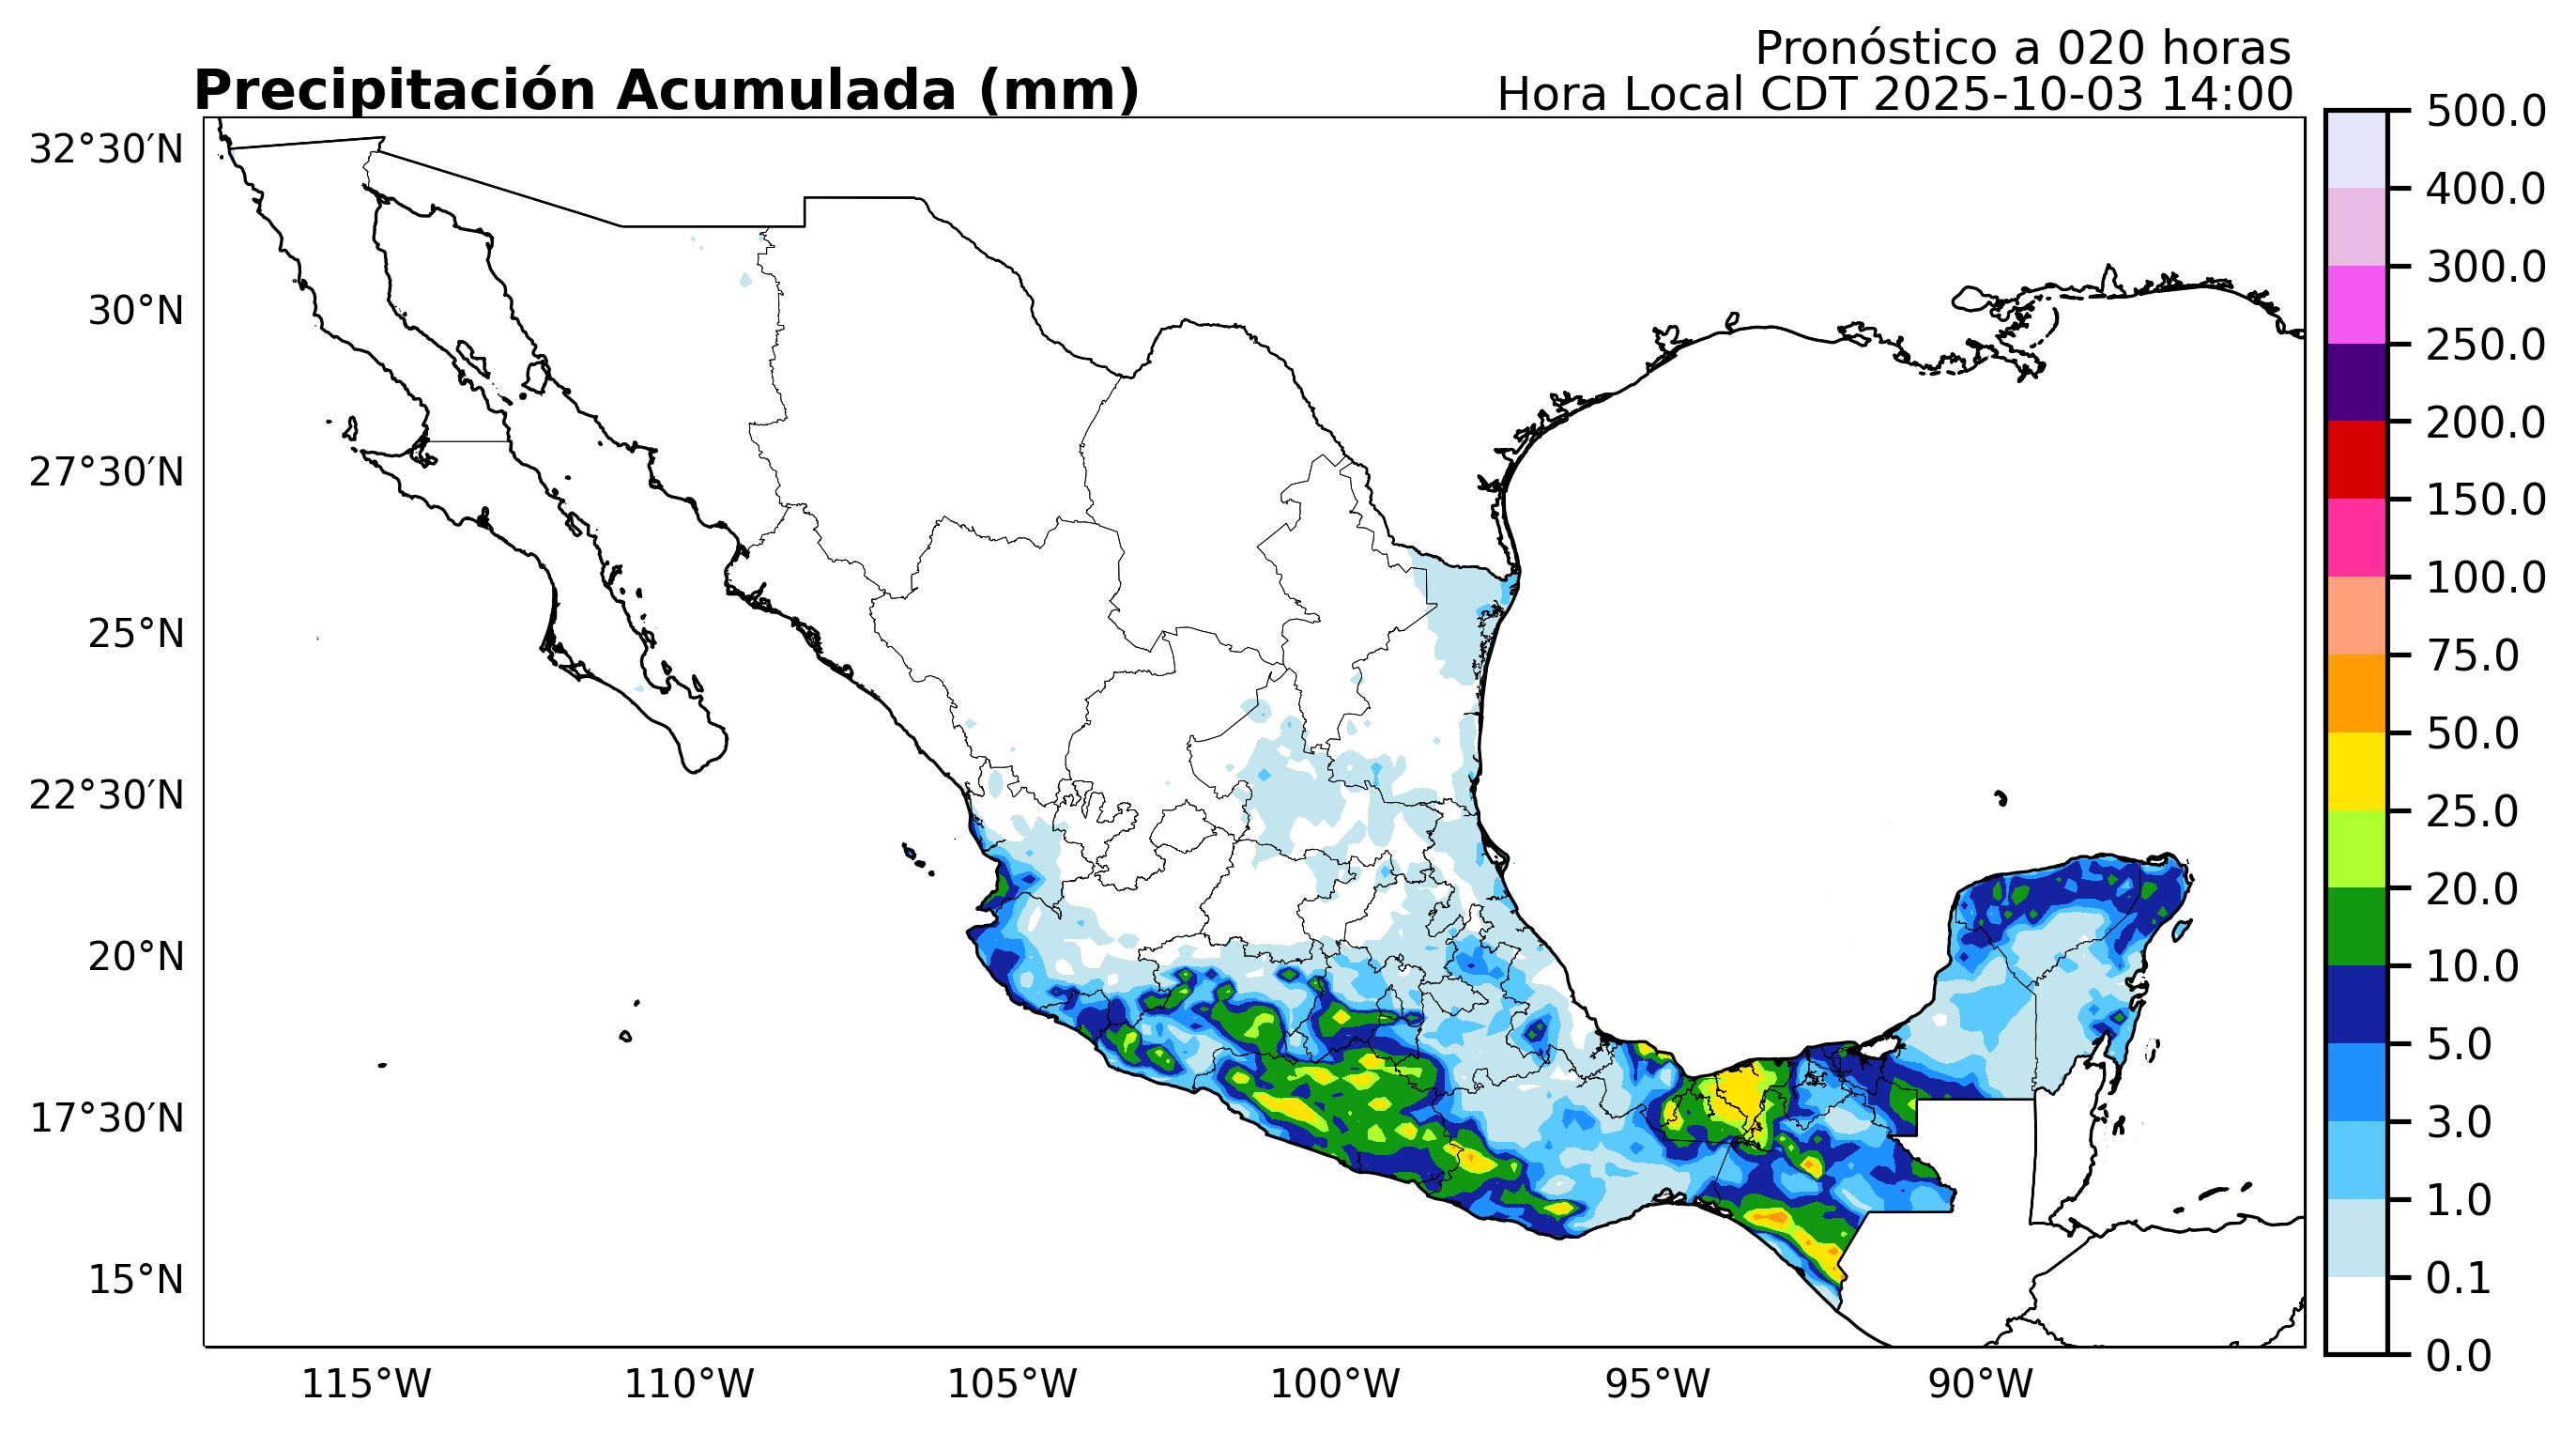 Pronóstico a 020 horas
Precipitación Acumulada (mm)
Hora Local CDT 2025-10-03 14:00
32°30′N
30°N
27°30′N
25°N
22°30′N
20°N
17°30′N
15°N
115°W
110°W
105°W
100°W
95°W
90°W
500.0
400.0
300.0
250.0
200.0
150.0
100.0
75.0
50.0
25.0
20.0
10.0
5.0
3.0
1.0
0.1
0.0